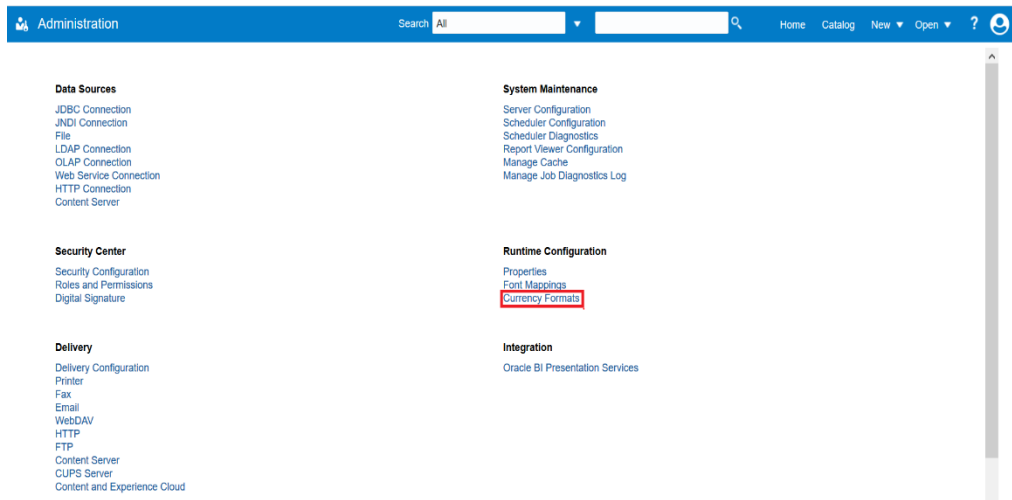 Administration
Search All
Home Catalog New Open ?
Data Sources
JDBC Connection
JNDI Connection
File
LDAP Connection
OLAP Connection
Web Service Connection
HTTP Connection
Content Server
System Maintenance
Server Configuration
Scheduler Configuration
Scheduler Diagnostics
Report Viewer Configuration
Manage Cache
Manage Job Diagnostics Log
Security Center
Security Configuration
Roles and Permissions
Digital Signature
Runtime Configuration
Properties
Font Mappings
Currency Formats
Delivery
Delivery Configuration
Printer
Fax
Email
WebDAV
HTTP
FTP
Content Server
CUPS Server
Content and Experience Cloud
Integration
Oracle BI Presentation Services